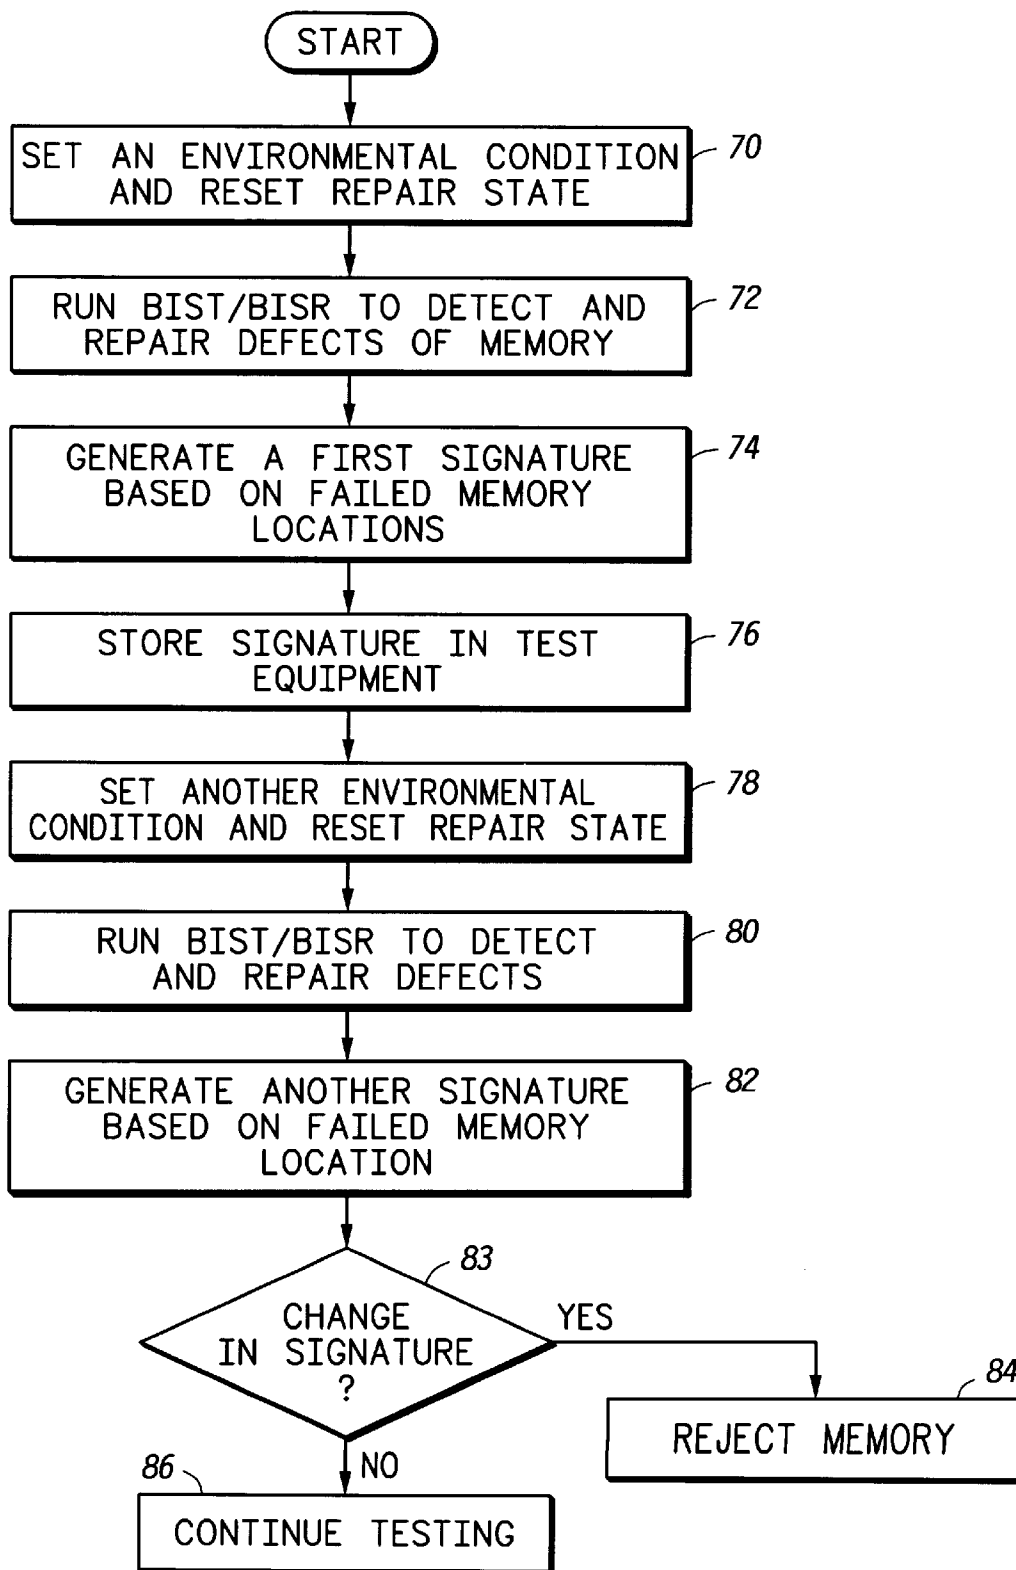 START
SET AN ENVIRONMENTAL CONDITION
AND RESET REPAIR STATE
70
RUN BIST/BISR TO DETECT AND
REPAIR DEFECTS OF MEMORY
72
GENERATE A FIRST SIGNATURE
BASED ON FAILED MEMORY
LOCATIONS
74
STORE SIGNATURE IN TEST
EQUIPMENT
76
SET ANOTHER ENVIRONMENTAL
CONDITION AND RESET REPAIR STATE
78
RUN BIST/BISR TO DETECT
AND REPAIR DEFECTS
80
GENERATE ANOTHER SIGNATURE
BASED ON FAILED MEMORY
LOCATION
82
CHANGE
IN SIGNATURE
?
83
YES
REJECT MEMORY
84
NO
86
CONTINUE TESTING